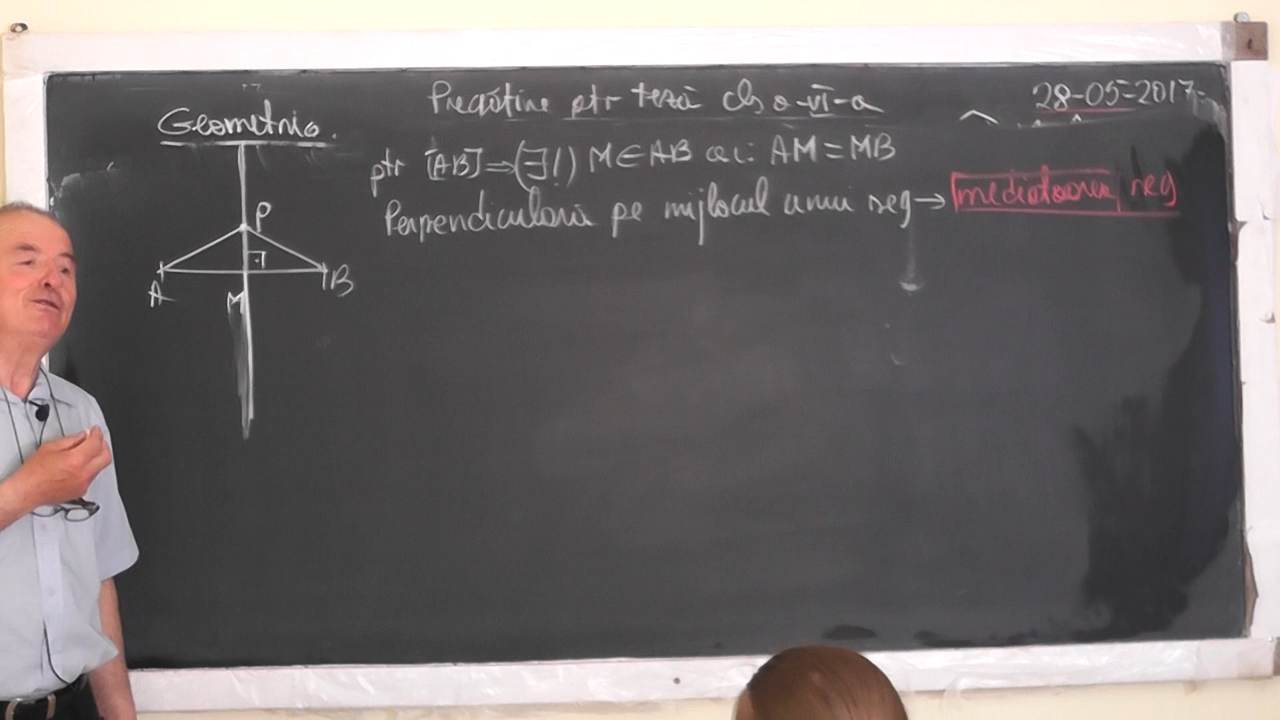 Pregătire ptr teză cls a-VI-a
28-05-2017
Geometrie.
ptr [AB] ⇒ (∃!) M∈AB a.i: AM≡MB
Perpendiculara pe mijlocul unui seg → mediatoarea seg
P
A M B